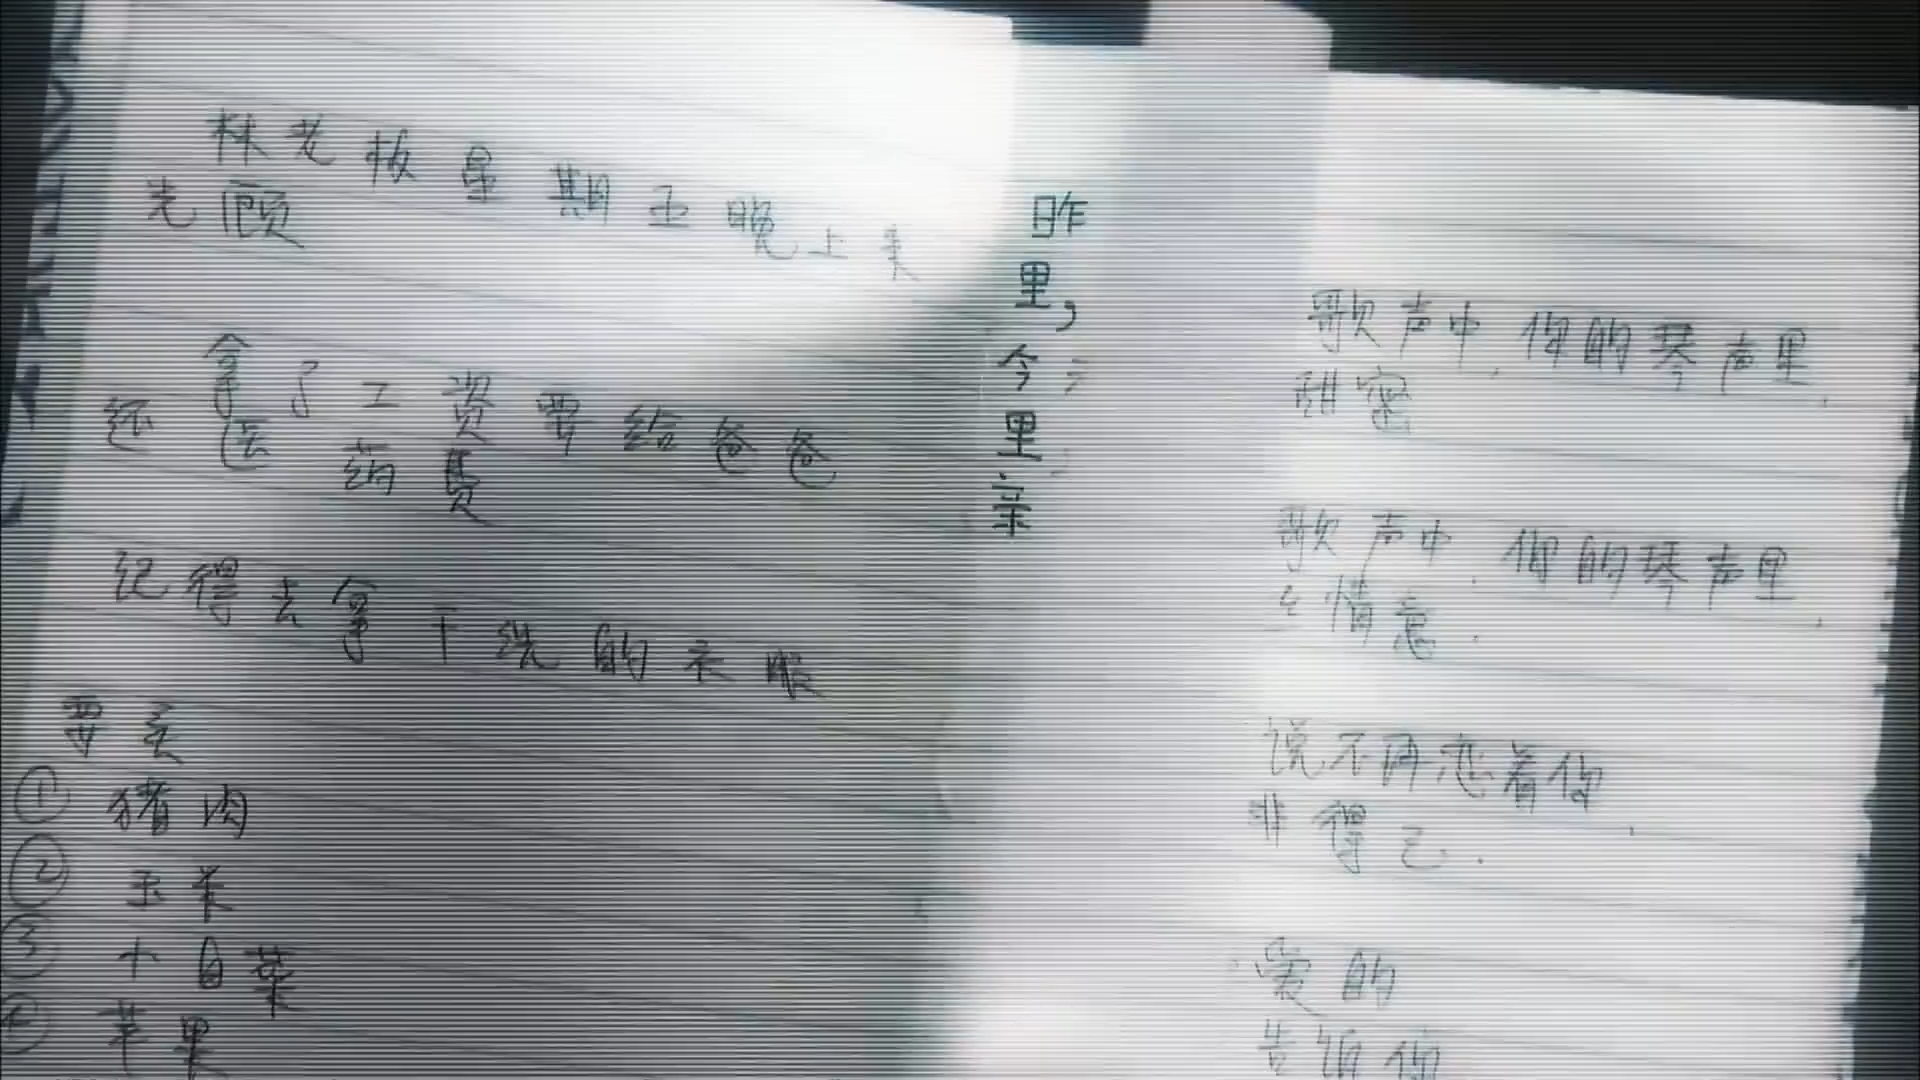 林老板星期五晚上来
光顾
拿了工资要给爸爸
还医药费
记得去拿干洗的衣服
要买
① 猪肉
② 玉米
③ 小白菜
④ 苹果
昨
里,
今
里
亲
歌声中,你的琴声里,
甜蜜
歌声中,你的琴声里,
情意.
说不再恋着你,
非得已.
爱的
告诉你